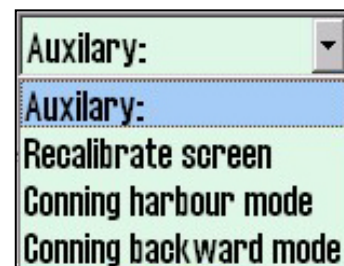 Auxilary:
Auxilary:
Recalibrate screen
Conning harbour mode
Conning backward mode